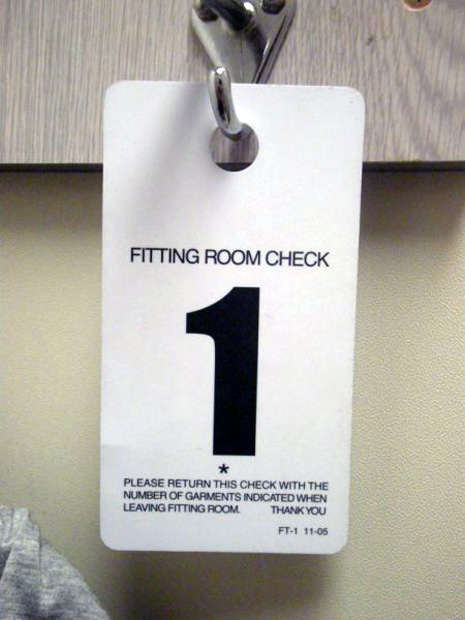 FITTING ROOM CHECK
1
*
PLEASE RETURN THIS CHECK WITH THE
NUMBER OF GARMENTS INDICATED WHEN
LEAVING FITTING ROOM. THANK YOU
FT-1 11-05